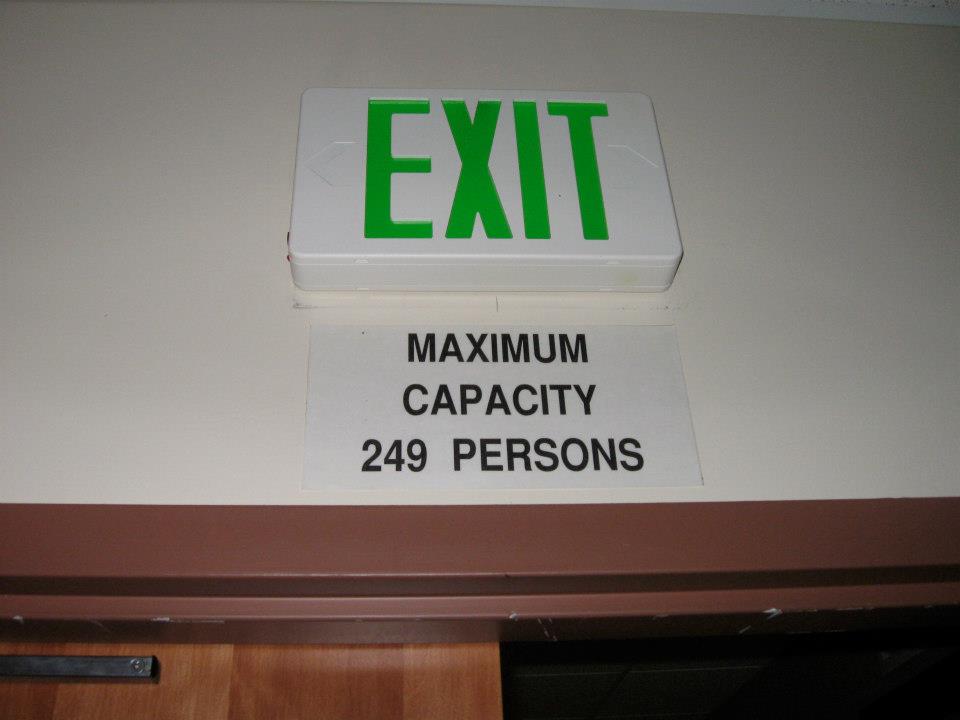 EXIT
MAXIMUM
CAPACITY
249 PERSONS